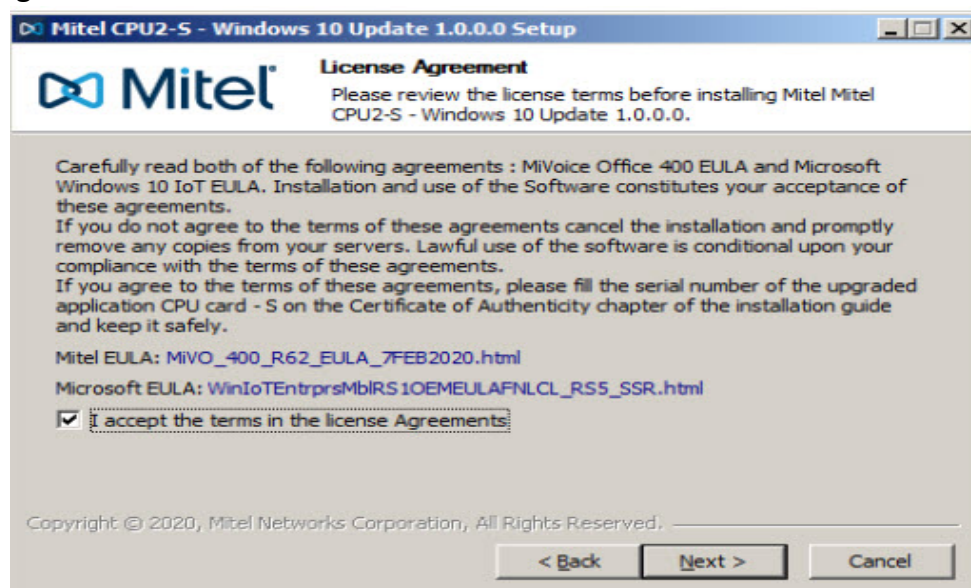 Mitel CPU2-S - Windows 10 Update 1.0.0.0 Setup
Mitel
License Agreement
Please review the license terms before installing Mitel Mitel
CPU2-S - Windows 10 Update 1.0.0.0.
Carefully read both of the following agreements : MiVoice Office 400 EULA and Microsoft
Windows 10 IoT EULA. Installation and use of the Software constitutes your acceptance of
these agreements.
If you do not agree to the terms of these agreements cancel the installation and promptly
remove any copies from your servers. Lawful use of the software is conditional upon your
compliance with the terms of these agreements.
If you agree to the terms of these agreements, please fill the serial number of the upgraded
application CPU card - S on the Certificate of Authenticity chapter of the installation guide
and keep it safely.
Mitel EULA: MiVO_400_R62_EULA_7FEB2020.html
Microsoft EULA: WinIoTEntrprsMblRS1OEMEULAFNLCL_RS5_SSR.html
I accept the terms in the license Agreements
Copyright © 2020, Mitel Networks Corporation, All Rights Reserved.
< Back Next > Cancel